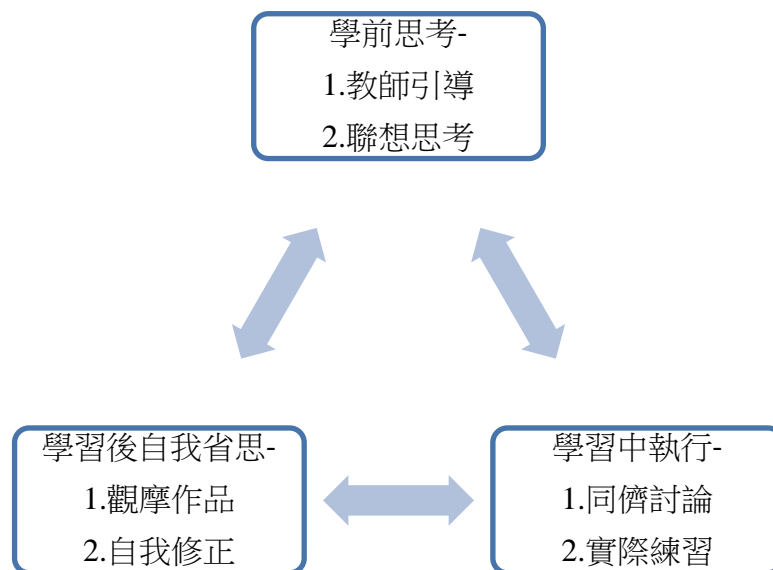 學前思考-
1.教師引導
2.聯想思考
學習後自我省思-
1.觀摩作品
2.自我修正
學習中執行-
1.同儕討論
2.實際練習